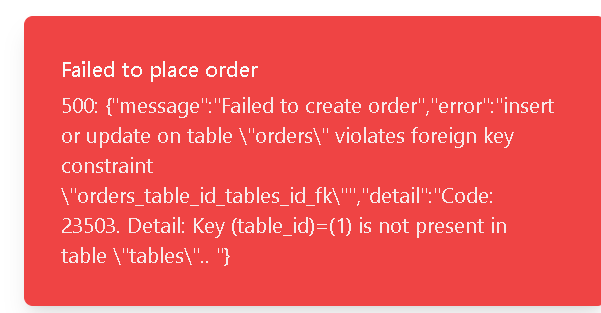 Failed to place order
500: {"message":"Failed to create order","error":"insert
or update on table \"orders\" violates foreign key
constraint
\"orders_table_id_tables_id_fk\"","detail":"Code:
23503. Detail: Key (table_id)=(1) is not present in
table \"tables\".. "}